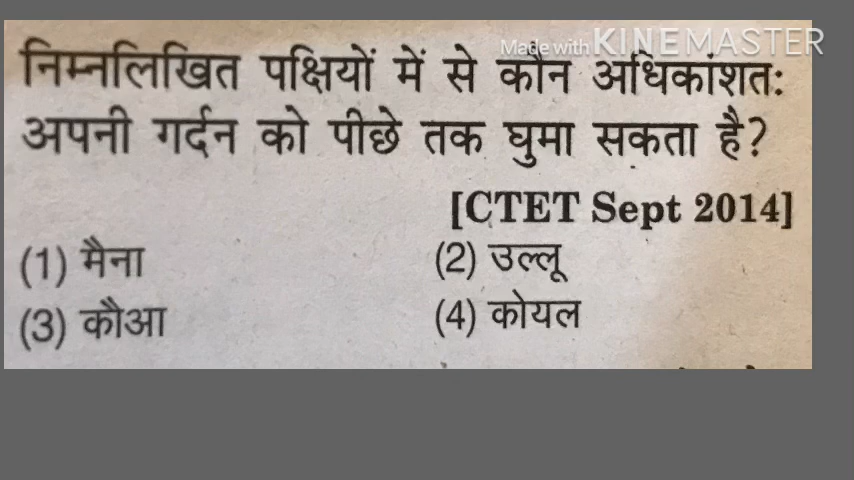 Made with KINEMASTER
निम्नलिखित पक्षियों में से कौन अधिकांशतः
अपनी गर्दन को पीछे तक घुमा सकता है?
[CTET Sept 2014]
(1) मैना (2) उल्लू
(3) कौआ (4) कोयल